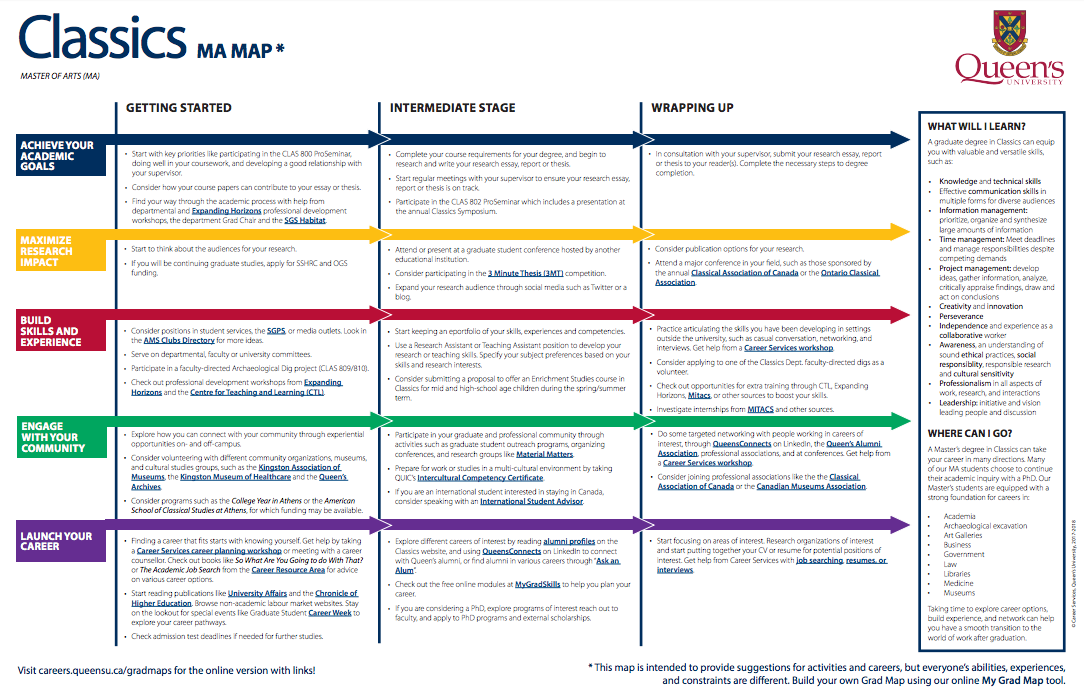 Classics MA MAP *
MASTER OF ARTS (MA)
Queen's
UNIVERSITY
GETTING STARTED
INTERMEDIATE STAGE
WRAPPING UP
ACHIEVE YOUR
ACADEMIC
GOALS
• Start with key priorities like participating in the CLAS 800 ProSeminar,
doing well in your coursework, and developing a good relationship with
your supervisor.
• Consider how your course papers can contribute to your essay or thesis.
• Find your way through the academic process with help from
departmental and Expanding Horizons professional development
workshops, the department Grad Chair and the SGS Habitat.
• Complete your course requirements for your degree, and begin to
research and write your research essay, report or thesis.
• Start regular meetings with your supervisor to ensure your research essay,
report or thesis is on track.
• Participate in the CLAS 802 ProSeminar which includes a presentation at
the annual Classics Symposium.
• In consultation with your supervisor, submit your research essay, report
or thesis to your reader(s). Complete the necessary steps to degree
completion.
MAXIMIZE
RESEARCH
IMPACT
• Start to think about the audiences for your research.
• If you will be continuing graduate studies, apply for SSHRC and OGS
funding.
• Attend or present at a graduate student conference hosted by another
educational institution.
• Consider participating in the 3 Minute Thesis (3MT) competition.
• Expand your research audience through social media such as Twitter or a
blog.
• Consider publication options for your research.
• Attend a major conference in your field, such as those sponsored by
the annual Classical Association of Canada or the Ontario Classical
Association.
BUILD
SKILLS AND
EXPERIENCE
• Consider positions in student services, the SGPS, or media outlets. Look in
the AMS Clubs Directory for more ideas.
• Serve on departmental, faculty or university committees.
• Participate in a faculty-directed Archaeological Dig project (CLAS 809/810).
• Check out professional development workshops from Expanding
Horizons and the Centre for Teaching and Learning (CTL).
• Start keeping an eportfolio of your skills, experiences and competencies.
• Use a Research Assistant or Teaching Assistant position to develop your
research or teaching skills. Specify your subject preferences based on your
skills and research interests.
• Consider submitting a proposal to offer an Enrichment Studies course in
Classics for mid and high-school age children during the spring/summer
term.
• Practice articulating the skills you have been developing in settings
outside the university, such as casual conversation, networking, and
interviews. Get help from a Career Services workshop.
• Consider applying to one of the Classics Dept. faculty-directed digs as a
volunteer.
• Check out opportunities for extra training through CTL, Expanding
Horizons, Mitacs, or other sources to boost your skills.
• Investigate internships from MITACS and other sources.
ENGAGE
WITH YOUR
COMMUNITY
• Explore how you can connect with your community through experiential
opportunities on- and off-campus.
• Consider volunteering with different community organizations, museums,
and cultural studies groups, such as the Kingston Association of
Museums, the Kingston Museum of Healthcare and the Queen's
Archives.
• Consider programs such as the College Year in Athens or the American
School of Classical Studies at Athens, for which funding may be available.
• Participate in your graduate and professional community through
activities such as graduate student outreach programs, organizing
conferences, and research groups like Material Matters.
• Prepare for work or studies in a multi-cultural environment by taking
QUIC's Intercultural Competency Certificate.
• If you are an international student interested in staying in Canada,
consider speaking with an International Student Advisor.
• Do some targeted networking with people working in careers of
interest, through QueensConnects on LinkedIn, the Queen's Alumni
Association, professional associations, and at conferences. Get help from
a Career Services workshop.
• Consider joining professional associations like the the Classical
Association of Canada or the Canadian Museums Association.
LAUNCH YOUR
CAREER
• Finding a career that fits starts with knowing yourself. Get help by taking
a Career Services career planning workshop or meeting with a career
counsellor. Check out books like So What Are You Going to do With That?
or The Academic Job Search from the Career Resource Area for advice
on various career options.
• Start reading publications like University Affairs and the Chronicle of
Higher Education. Browse non-academic labour market websites. Stay
on the lookout for special events like Graduate Student Career Week to
explore your career pathways.
• Check admission test deadlines if needed for further studies.
• Explore different careers of interest by reading alumni profiles on the
Classics website, and using QueensConnects on LinkedIn to connect with
Queen's alumni, or find alumni in various careers through "Ask an
Alum".
• Check out the free online modules at MyGradSkills to help you plan your
career.
• If you are considering a PhD, explore programs of interest reach out to
faculty, and apply to PhD programs and external scholarships.
• Start focusing on areas of interest. Research organizations of interest
and start putting together your CV or resume for potential positions of
interest. Get help from Career Services with job searching, resumes, or
interviews.
WHAT WILL I LEARN?
A graduate degree in Classics can equip
you with valuable and versatile skills,
such as:
• Knowledge and technical skills
• Effective communication skills in
multiple forms for diverse audiences
• Information management:
prioritize, organize and synthesize
large amounts of information
• Time management: Meet deadlines
and manage responsibilities despite
competing demands
• Project management: develop
ideas, gather information, analyze,
critically appraise findings, draw and
act on conclusions
• Creativity and innovation
• Perseverance
• Independence and experience as a
collaborative worker
• Awareness, an understanding of
sound ethical practices, social
responsiblity, responsible research
and cultural sensitivity
• Professionalism in all aspects of
work, research, and interactions
• Leadership: initiative and vision
leading people and discussion
WHERE CAN I GO?
A Master's degree in Classics can take
your career in many directions. Many
of our MA students choose to continue
their academic inquiry with a PhD. Our
Master's students are equipped with a
strong foundation for careers in:
• Academia
• Archaeological excavation
• Art Galleries
• Business
• Government
• Law
• Libraries
• Medicine
• Museums
Taking time to explore career options,
build experience, and network can help
you have a smooth transition to the
world of work after graduation.
© Career Services, Queen's University, 2017-2018
Visit careers.queensu.ca/gradmaps for the online version with links!
* This map is intended to provide suggestions for activities and careers, but everyone's abilities, experiences,
and constraints are different. Build your own Grad Map using our online My Grad Map tool.